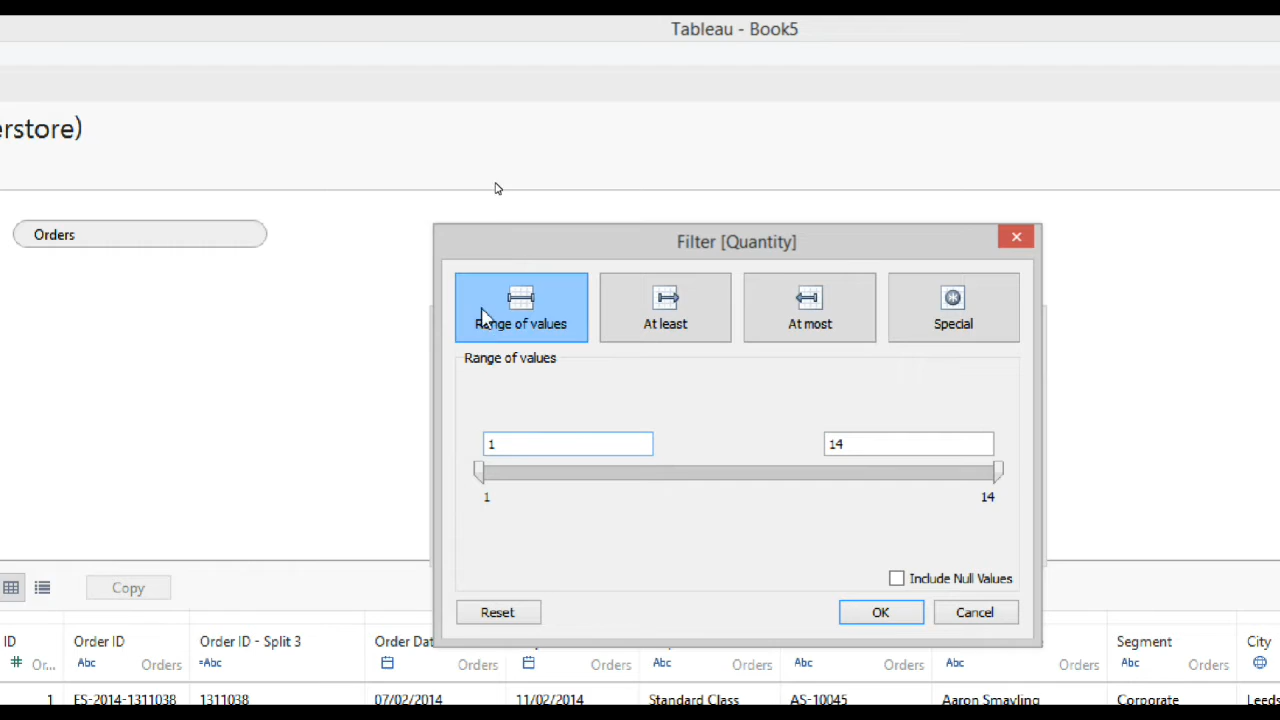 Tableau - Book5
erstore)
Orders
Filter [Quantity]
Range of values
At least
At most
Special
Range of values
1
14
1
14
Include Null Values
Copy
Reset
OK
Cancel
ID
Order ID
Order ID - Split 3
Order Dat
Segment
City
# Or...
Abc Orders
=Abc
Orders
Orders
Abc Orders
Abc Orders
Abc Orders
Abc Orders
1 ES-2014-1311038 1311038 07/02/2014 11/02/2014 Standard Class AS-10045 Aaron Smayling Corporate Leed